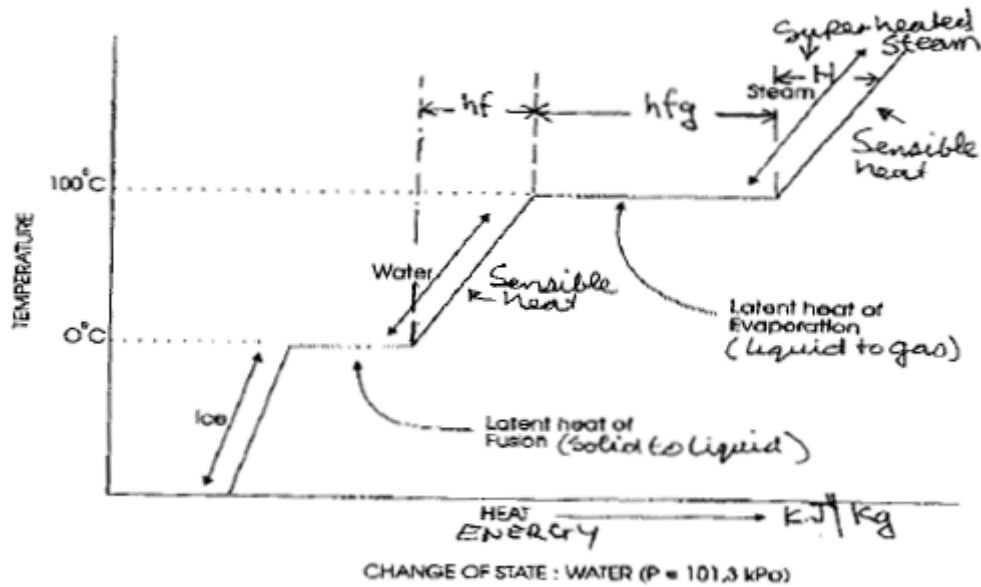 Superheated
Steam
H
Steam
hf
hfg
Sensible
heat
100°C
TEMPERATURE
Water
Sensible
heat
Latent heat of
Evaporation
(Liquid to gas)
0°C
Ice
Latent heat of
Fusion (Solid to Liquid)
HEAT
ENERGY
KJ/Kg
CHANGE OF STATE : WATER (P = 101,3 kPa)